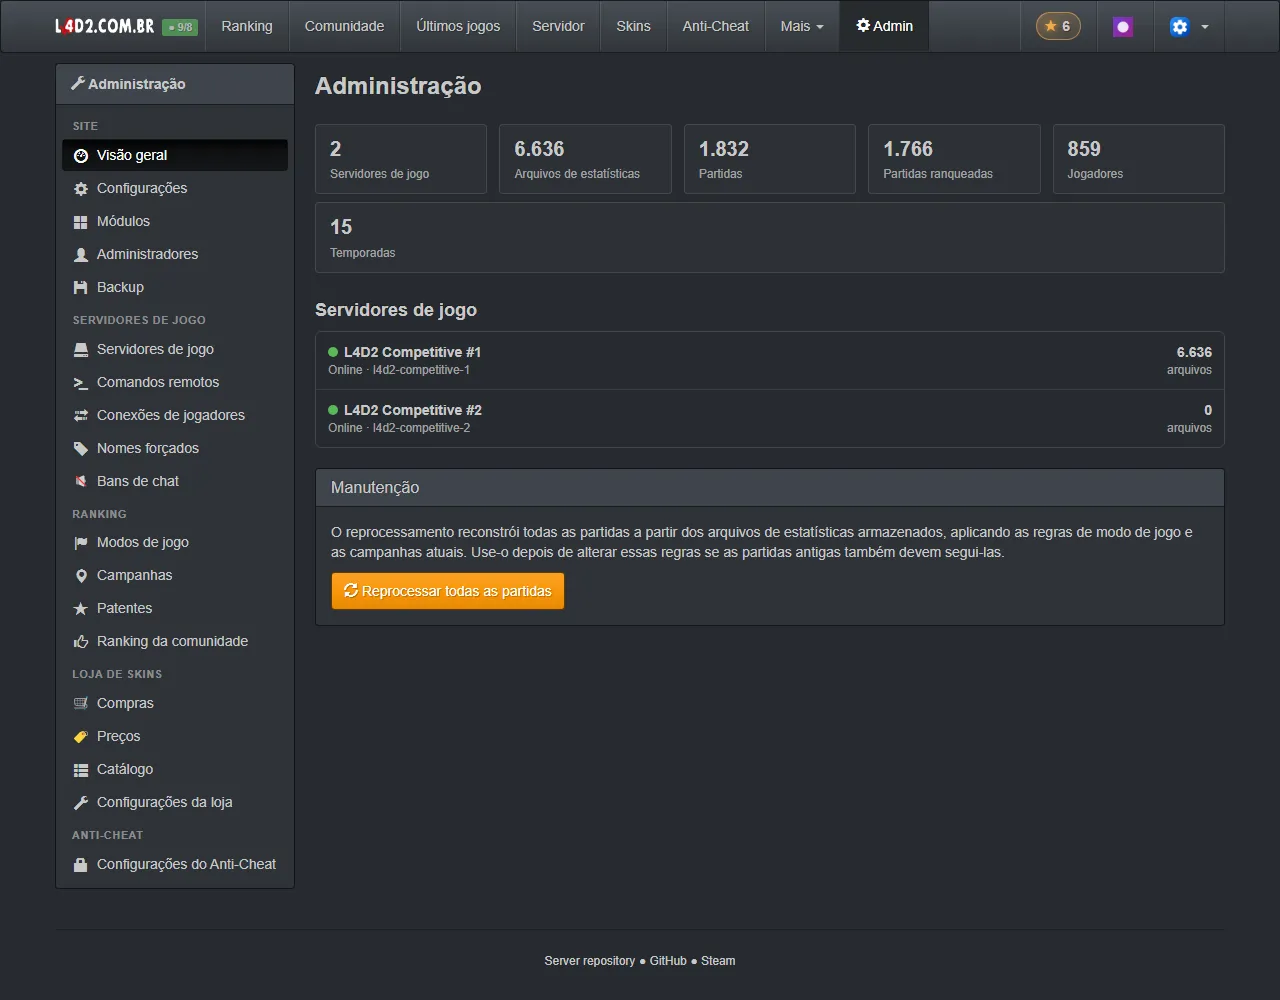 L4D2.COM.BR ● 9/8 Ranking Comunidade Últimos jogos Servidor Skins Anti-Cheat Mais Admin 6
Administração
SITE
Visão geral
Configurações
Módulos
Administradores
Backup
SERVIDORES DE JOGO
Servidores de jogo
Comandos remotos
Conexões de jogadores
Nomes forçados
Bans de chat
RANKING
Modos de jogo
Campanhas
Patentes
Ranking da comunidade
LOJA DE SKINS
Compras
Preços
Catálogo
Configurações da loja
ANTI-CHEAT
Configurações do Anti-Cheat
Administração
2
Servidores de jogo
6.636
Arquivos de estatísticas
1.832
Partidas
1.766
Partidas ranqueadas
859
Jogadores
15
Temporadas
Servidores de jogo
L4D2 Competitive #1
Online · l4d2-competitive-1
6.636
arquivos
L4D2 Competitive #2
Online · l4d2-competitive-2
0
arquivos
Manutenção
O reprocessamento reconstrói todas as partidas a partir dos arquivos de estatísticas armazenados, aplicando as regras de modo de jogo e
as campanhas atuais. Use-o depois de alterar essas regras se as partidas antigas também devem segui-las.
Reprocessar todas as partidas
Server repository ● GitHub ● Steam